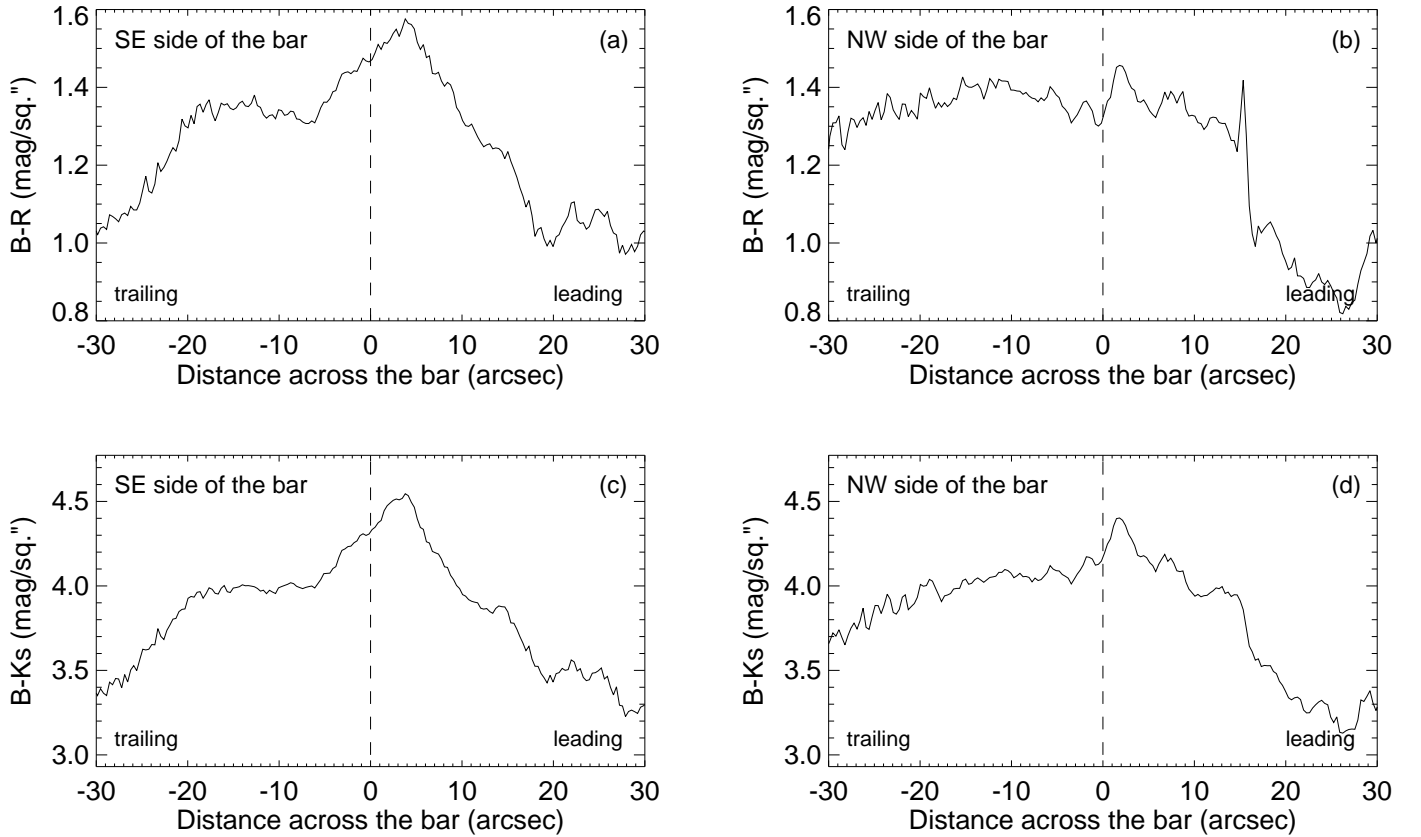 SE side of the bar
(a)
B-R (mag/sq.")
1.6
1.4
1.2
1.0
0.8
trailing
leading
-30 -20 -10 0 10 20 30
Distance across the bar (arcsec)
NW side of the bar
(b)
B-R (mag/sq.")
1.6
1.4
1.2
1.0
0.8
trailing
leading
-30 -20 -10 0 10 20 30
Distance across the bar (arcsec)
SE side of the bar
(c)
B-Ks (mag/sq.")
4.5
4.0
3.5
3.0
trailing
leading
-30 -20 -10 0 10 20 30
Distance across the bar (arcsec)
NW side of the bar
(d)
B-Ks (mag/sq.")
4.5
4.0
3.5
3.0
trailing
leading
-30 -20 -10 0 10 20 30
Distance across the bar (arcsec)